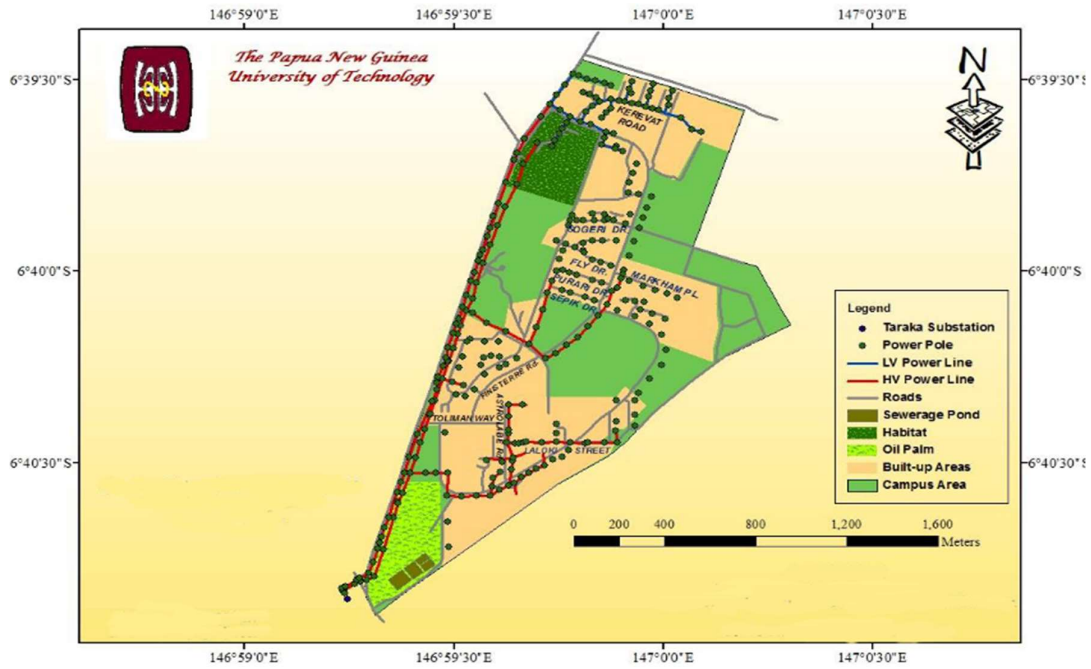 146°59'0"E 146°59'30"E 147°0'0"E 147°0'30"E
The Papua New Guinea
University of Technology
N
6°39'30"S 6°39'30"S
KEREVAT
ROAD
SOGERI DR.
6°40'0"S 6°40'0"S
FLY DR.
MARKHAM PL.
PURARI DR.
SEPIK DR.
FINISTERRE RD.
TOLIMAN WAY
ASTROLABE RD.
LALOKI STREET
6°40'30"S 6°40'30"S
Legend
Taraka Substation
Power Pole
LV Power Line
HV Power Line
Roads
Sewerage Pond
Habitat
Oil Palm
Built-up Areas
Campus Area
0 200 400 800 1,200 1,600
Meters
146°59'0"E 146°59'30"E 147°0'0"E 147°0'30"E